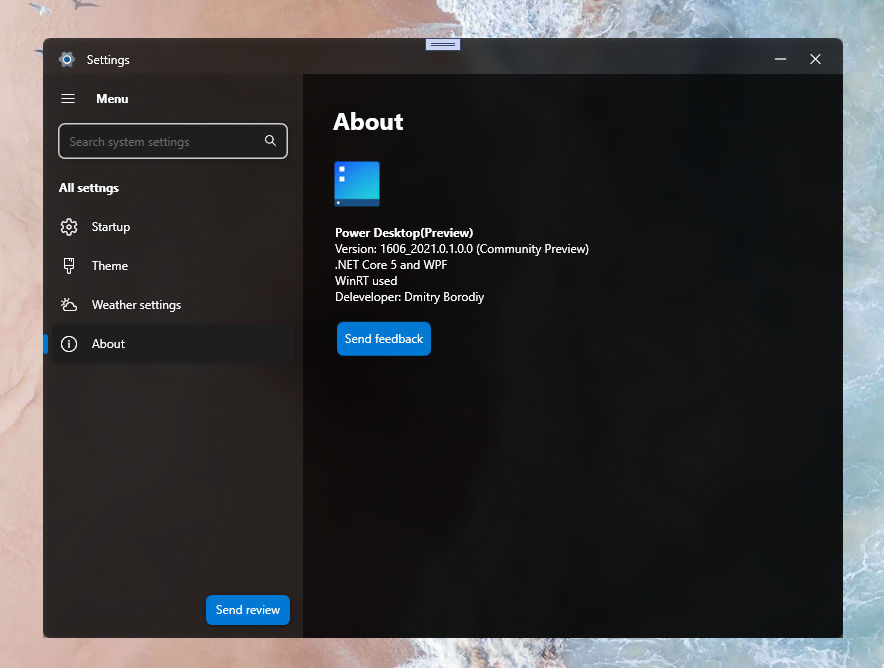 Settings
Menu
Search system settings
All settngs
Startup
Theme
Weather settings
About
Send review
About
Power Desktop(Preview)
Version: 1606_2021.0.1.0.0 (Community Preview)
.NET Core 5 and WPF
WinRT used
Deleveloper: Dmitry Borodiy
Send feedback